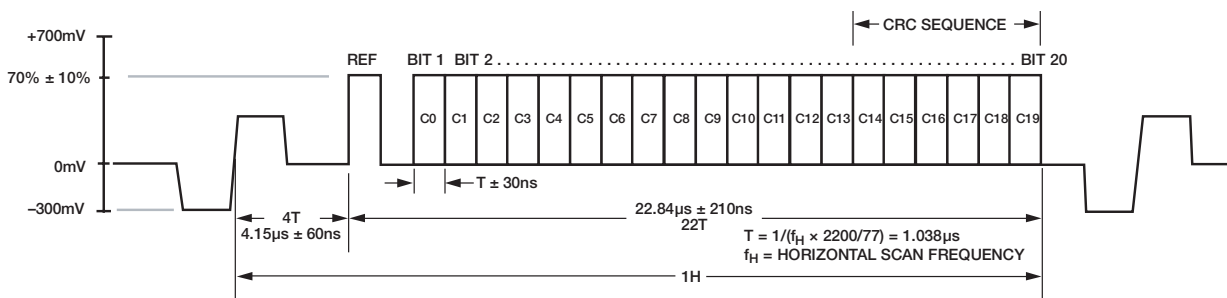 CRC SEQUENCE
+700mV
REF BIT 1 BIT 2 . . . . . . . . . . . . . . . . . . . . . . . . . . . . . . . . . . . . . . . . . . . . . . . . . . . . . . . . . . . . . . . BIT 20
70% ± 10%
C0 C1 C2 C3 C4 C5 C6 C7 C8 C9 C10 C11 C12 C13 C14 C15 C16 C17 C18 C19
0mV
T ± 30ns
–300mV
4T
4.15µs ± 60ns
22.84µs ± 210ns
22T
T = 1/(fH × 2200/77) = 1.038µs
fH = HORIZONTAL SCAN FREQUENCY
1H